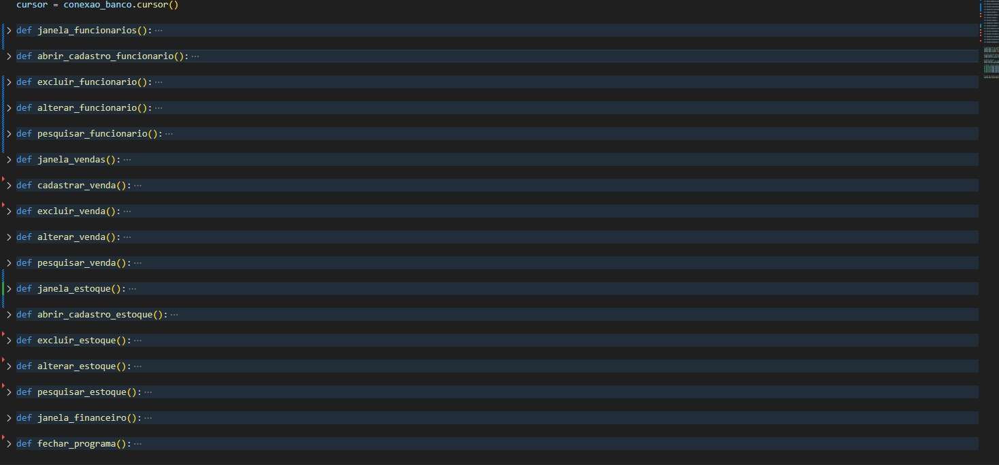 cursor = conexao_banco.cursor()
def janela_funcionarios(): ···
def abrir_cadastro_funcionario(): ···
def excluir_funcionario(): ···
def alterar_funcionario(): ···
def pesquisar_funcionario(): ···
def janela_vendas(): ···
def cadastrar_venda(): ···
def excluir_venda(): ···
def alterar_venda(): ···
def pesquisar_venda(): ···
def janela_estoque(): ···
def abrir_cadastro_estoque(): ···
def excluir_estoque(): ···
def alterar_estoque(): ···
def pesquisar_estoque(): ···
def janela_financeiro(): ···
def fechar_programa(): ···